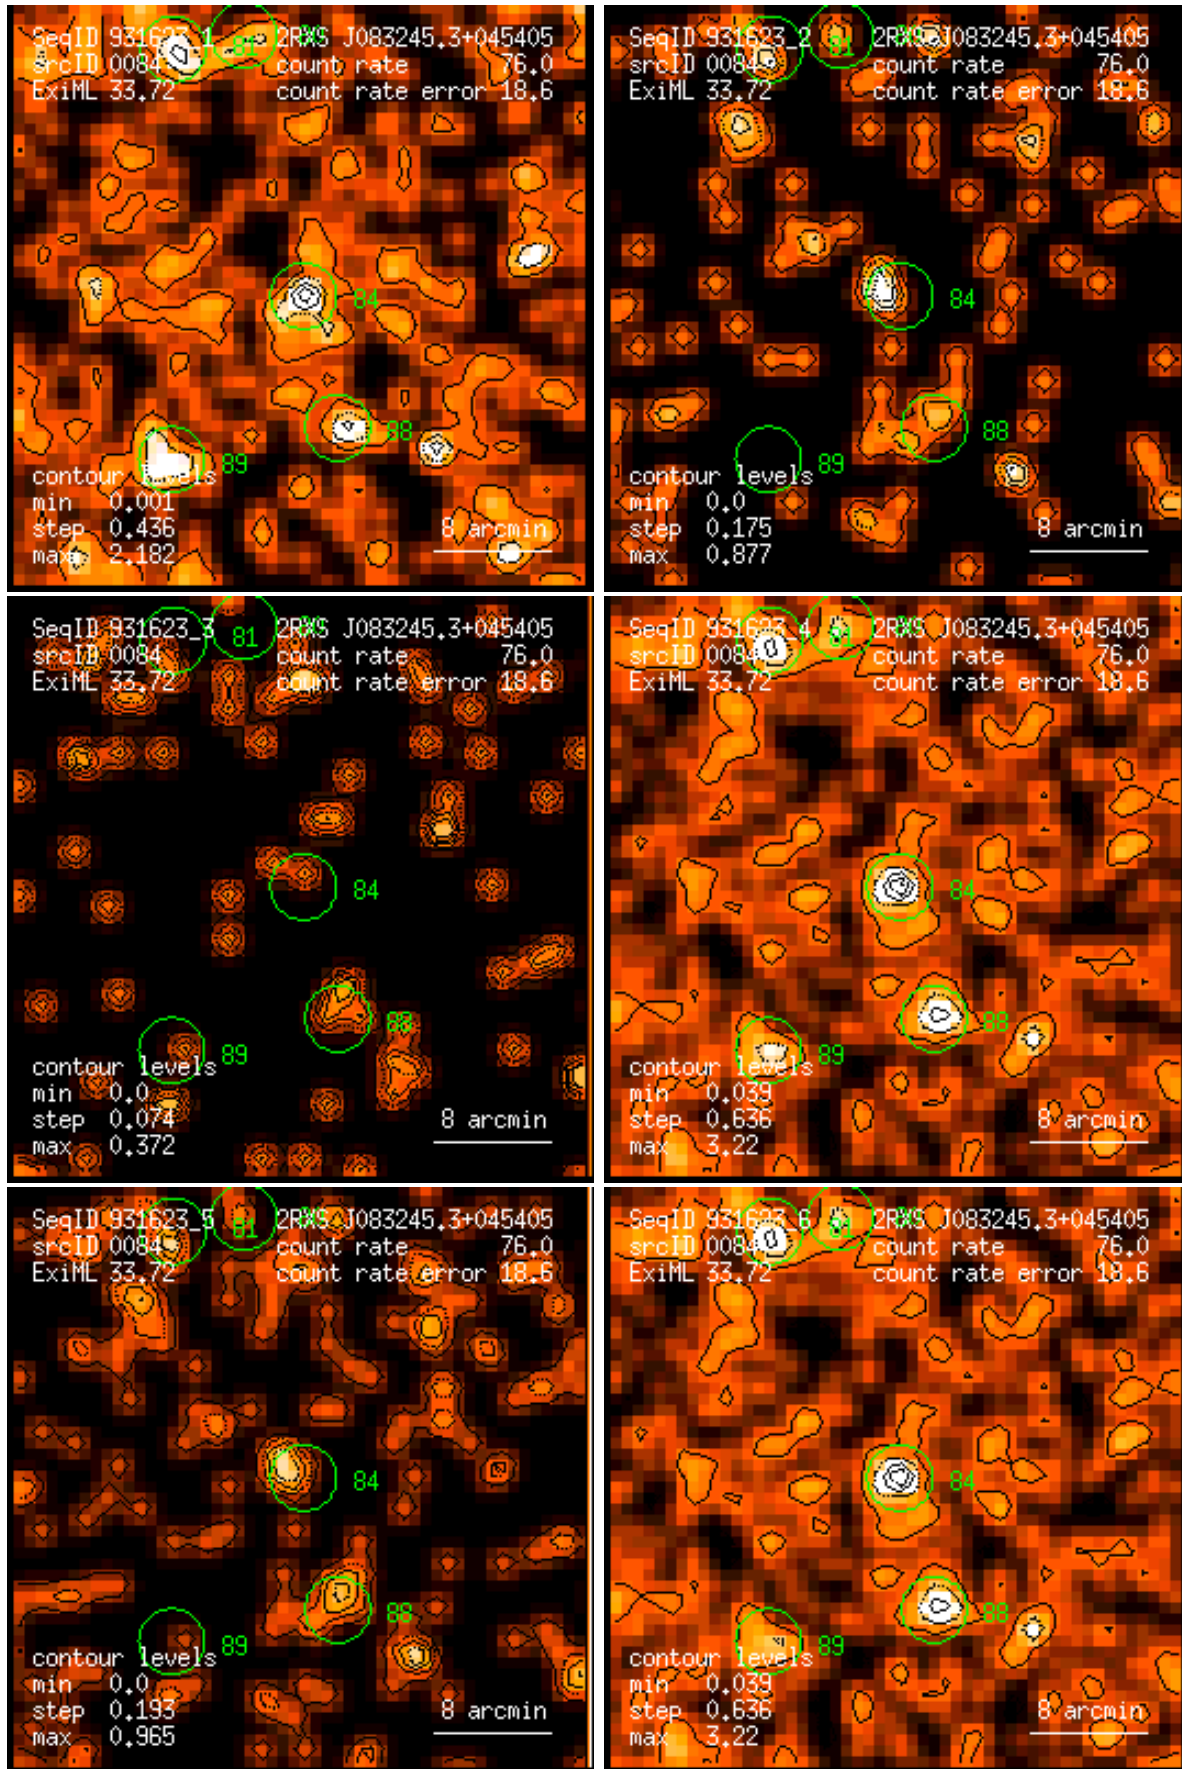 SeqID 931623_1 2RXS J083245.3+045405
81
srcID 0084 count rate 76.0
ExiML 33.72 count rate error 18.6
84
88
89
contour levels
min 0.001
step 0.436 8 arcmin
max 2.182
SeqID 931623_2 2RXS J083245.3+045405
81
srcID 0084 count rate 76.0
ExiML 33.72 count rate error 18.6
84
88
89
contour levels
min 0.0
step 0.175 8 arcmin
max 0.877
SeqID 931623_3 2RXS J083245.3+045405
81
srcID 0084 count rate 76.0
ExiML 33.72 count rate error 18.6
84
88
89
contour levels
min 0.0
step 0.074 8 arcmin
max 0.372
SeqID 931623_4 2RXS J083245.3+045405
81
srcID 0084 count rate 76.0
ExiML 33.72 count rate error 18.6
84
88
89
contour levels
min 0.039
step 0.636 8 arcmin
max 3.22
SeqID 931623_5 2RXS J083245.3+045405
81
srcID 0084 count rate 76.0
ExiML 33.72 count rate error 18.6
84
88
89
contour levels
min 0.0
step 0.193 8 arcmin
max 0.965
SeqID 931623_6 2RXS J083245.3+045405
81
srcID 0084 count rate 76.0
ExiML 33.72 count rate error 18.6
84
88
89
contour levels
min 0.039
step 0.636 8 arcmin
max 3.22